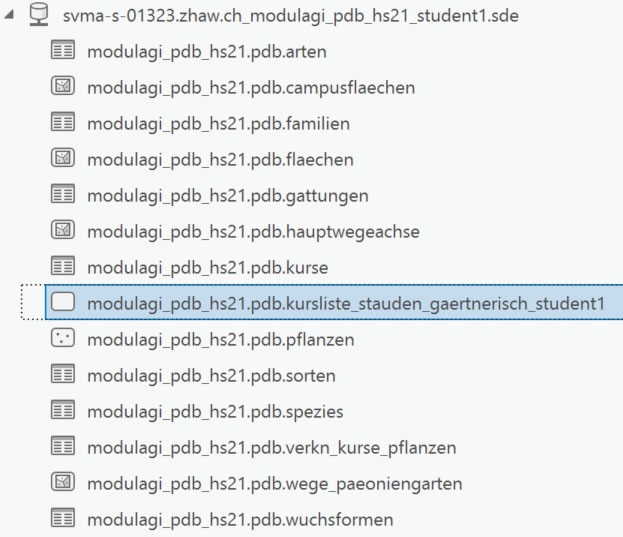 svma-s-01323.zhaw.ch_modulagi_pdb_hs21_student1.sde
modulagi_pdb_hs21.pdb.arten
modulagi_pdb_hs21.pdb.campusflaechen
modulagi_pdb_hs21.pdb.familien
modulagi_pdb_hs21.pdb.flaechen
modulagi_pdb_hs21.pdb.gattungen
modulagi_pdb_hs21.pdb.hauptwegeachse
modulagi_pdb_hs21.pdb.kurse
modulagi_pdb_hs21.pdb.kursliste_stauden_gaertnerisch_student1
modulagi_pdb_hs21.pdb.pflanzen
modulagi_pdb_hs21.pdb.sorten
modulagi_pdb_hs21.pdb.spezies
modulagi_pdb_hs21.pdb.verkn_kurse_pflanzen
modulagi_pdb_hs21.pdb.wege_paeoniengarten
modulagi_pdb_hs21.pdb.wuchsformen